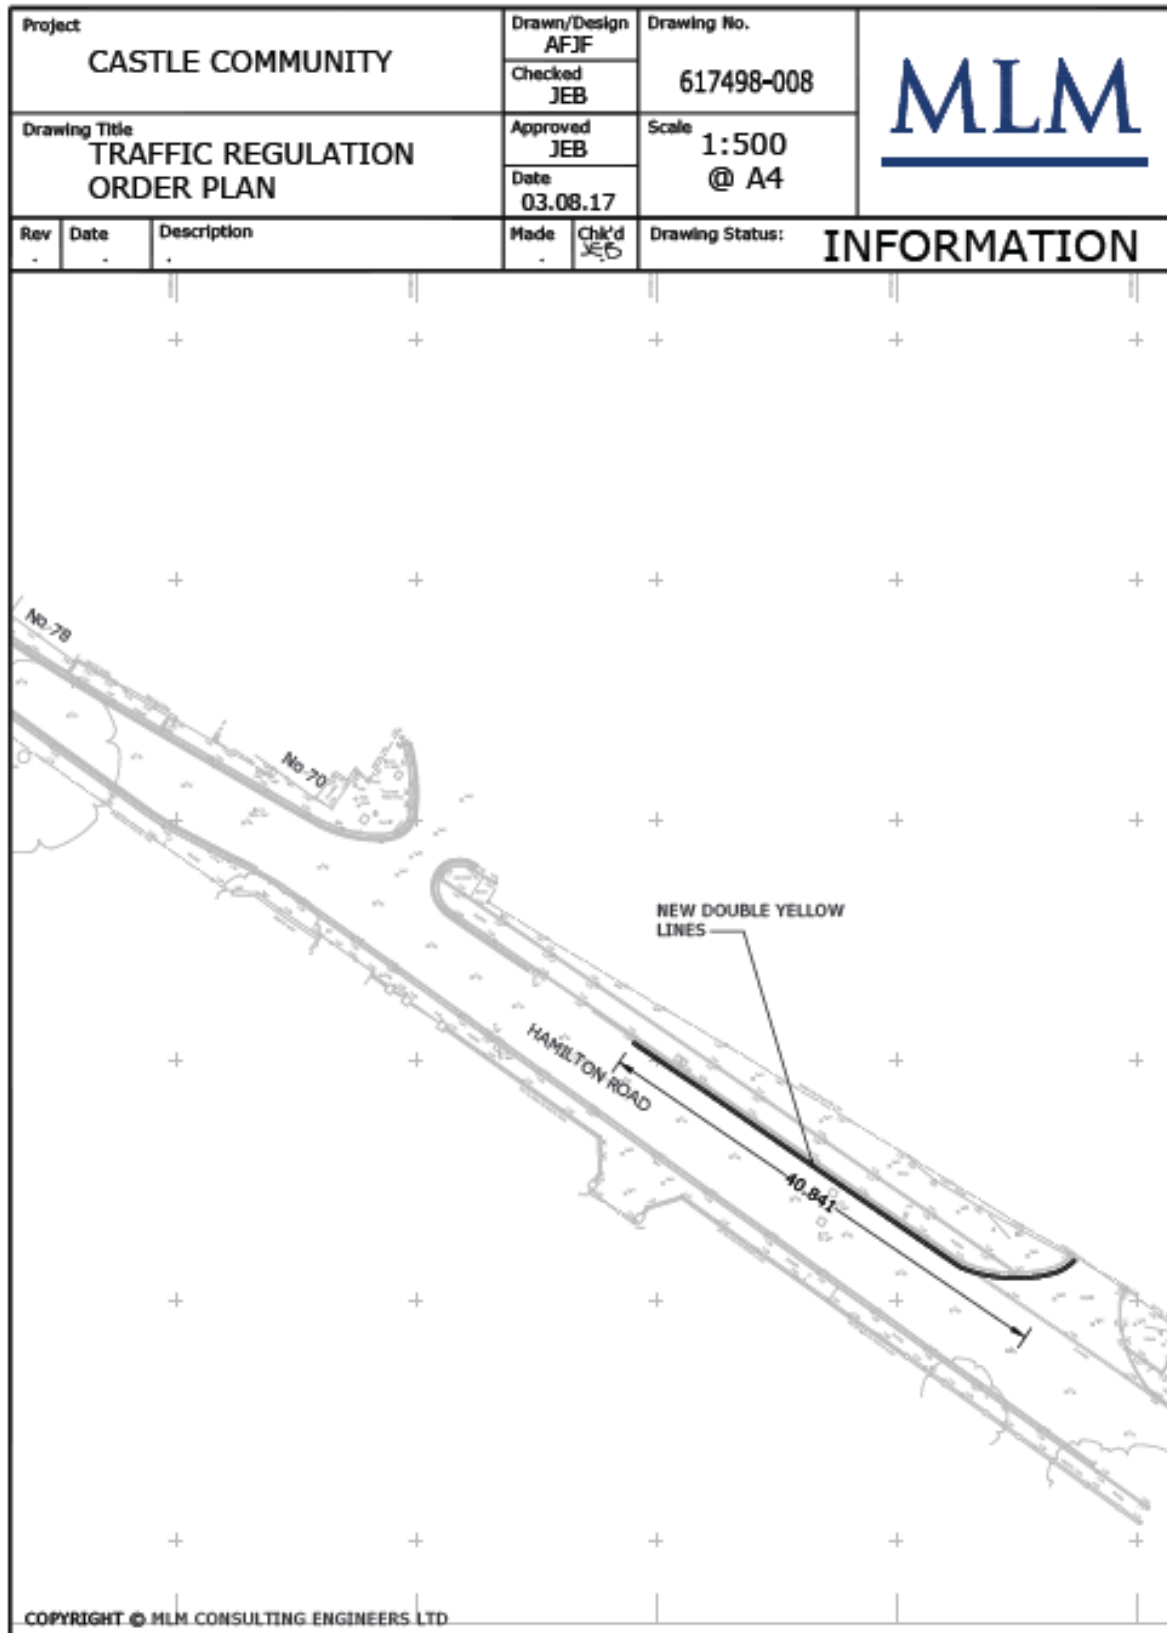 Project
CASTLE COMMUNITY
Drawn/Design
AFJF
Checked
JEB
Drawing No.
617498-008
MLM
Drawing Title
TRAFFIC REGULATION
ORDER PLAN
Approved
JEB
Date
03.08.17
Scale
1:500
@ A4
Rev
.
Date
.
Description
.
Made
.
Chk'd
JEB
Drawing Status:
INFORMATION
No 78
No 70
NEW DOUBLE YELLOW
LINES
HAMILTON ROAD
40.841
COPYRIGHT © MLM CONSULTING ENGINEERS LTD